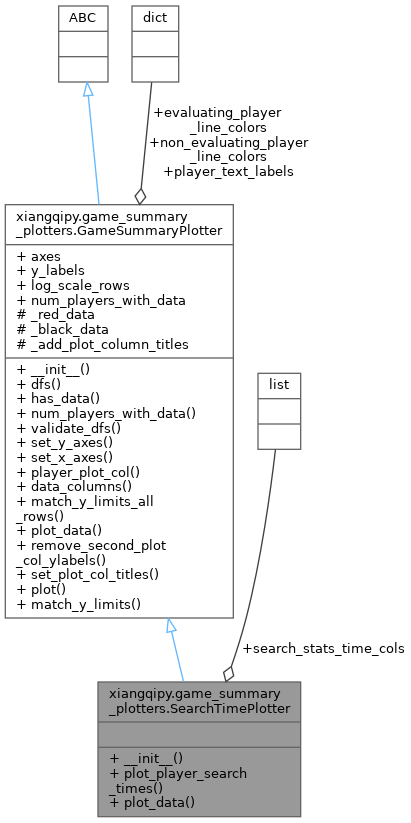 ABC
dict
+evaluating_player
_line_colors
+non_evaluating_player
_line_colors
+player_text_labels
xiangqipy.game_summary
_plotters.GameSummaryPlotter
+ axes
+ y_labels
+ log_scale_rows
+ num_players_with_data
# _red_data
# _black_data
# _add_plot_column_titles
+ __init__()
+ dfs()
+ has_data()
+ num_players_with_data()
+ validate_dfs()
+ set_y_axes()
+ set_x_axes()
+ player_plot_col()
+ data_columns()
+ match_y_limits_all
_rows()
+ plot_data()
+ remove_second_plot
_col_ylabels()
+ set_plot_col_titles()
+ plot()
+ match_y_limits()
list
+search_stats_time_cols
xiangqipy.game_summary
_plotters.SearchTimePlotter
+ __init__()
+ plot_player_search
_times()
+ plot_data()